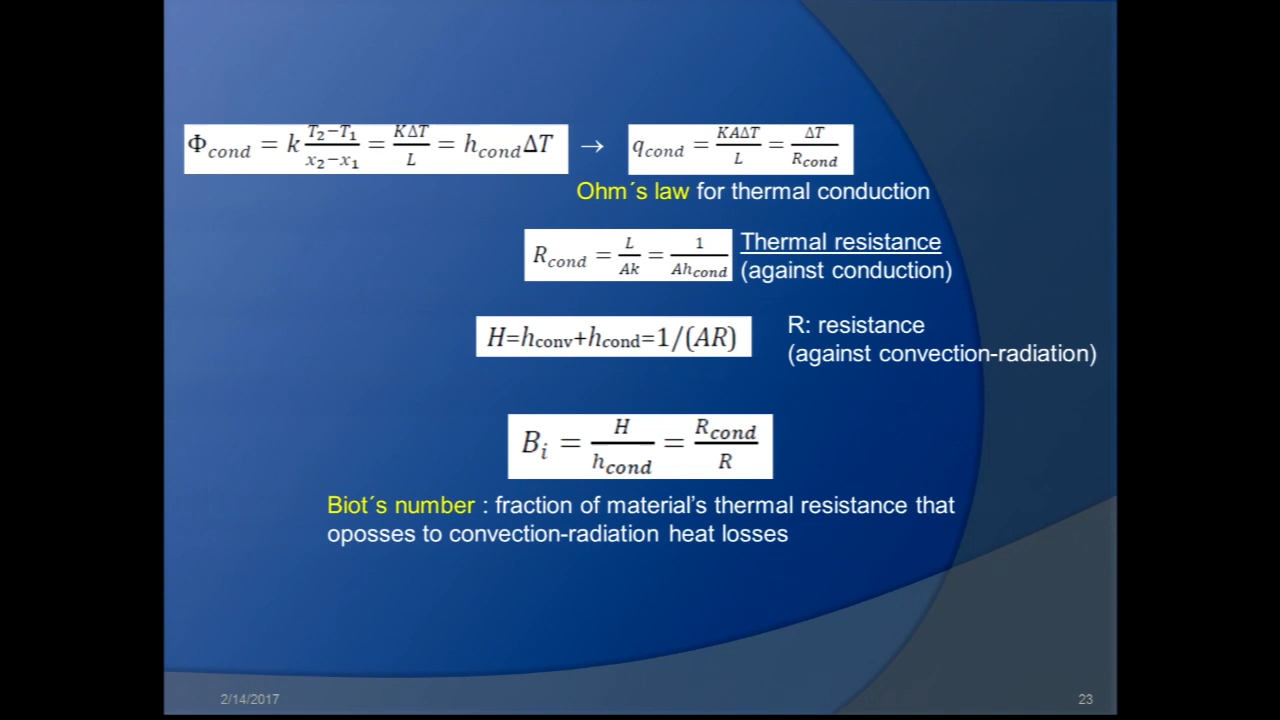 Φ_cond = k (T₂−T₁)/(x₂−x₁) = KΔT/L = h_cond ΔT → q_cond = KAΔT/L = ΔT/R_cond
Ohm´s law for thermal conduction
R_cond = L/Ak = 1/Ah_cond Thermal resistance
(against conduction)
H=h_conv+h_cond=1/(AR) R: resistance
(against convection-radiation)
B_i = H/h_cond = R_cond/R
Biot´s number : fraction of material’s thermal resistance that
oposses to convection-radiation heat losses
2/14/2017 23